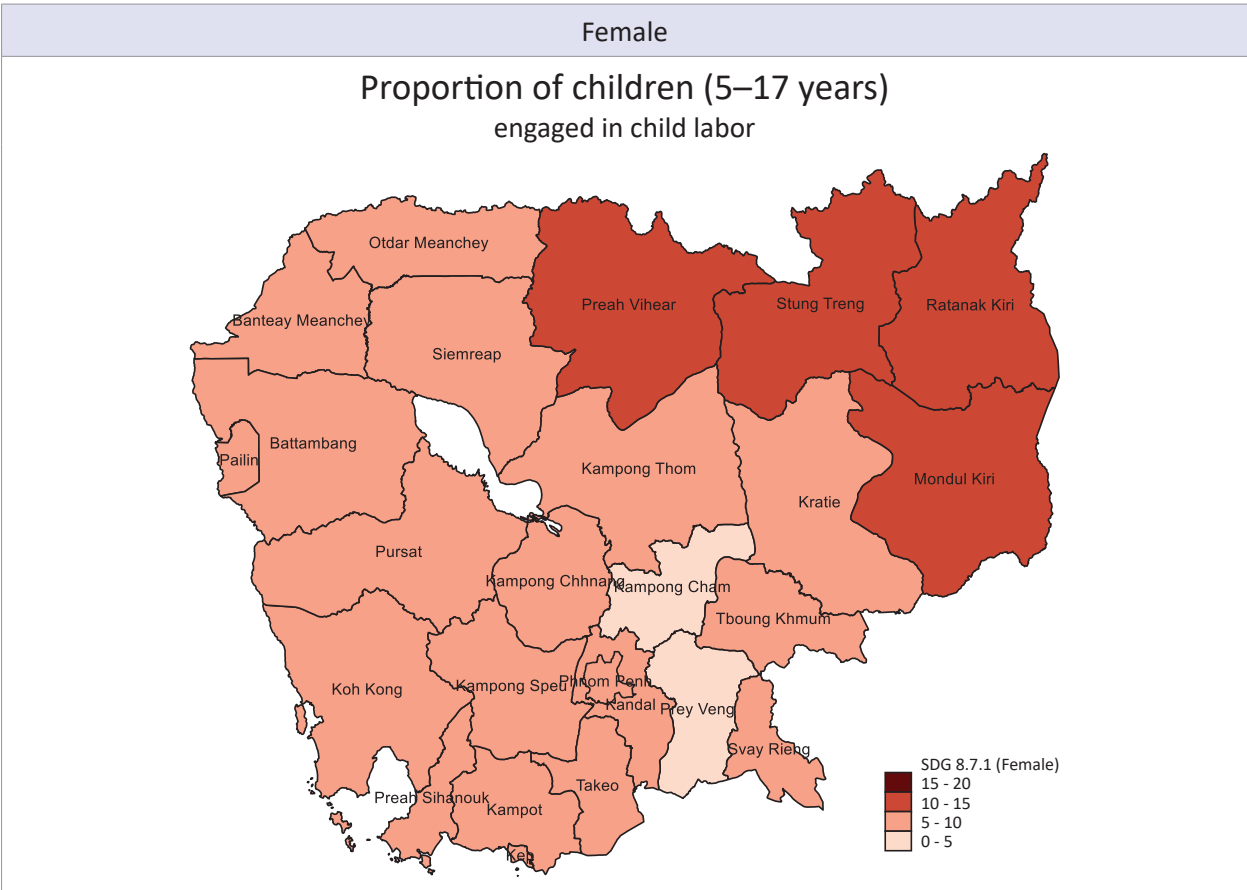 Female
Proportion of children (5–17 years)
engaged in child labor
Otdar Meanchey
Preah Vihear
Stung Treng
Ratanak Kiri
Banteay Meanchey
Siemreap
Battambang
Pailin
Kampong Thom
Mondul Kiri
Kratie
Pursat
Kampong Chhnang
Kampong Cham
Tboung Khmum
Koh Kong
Kampong Speu
Phnom Penh
Kandal
Prey Veng
Svay Rieng
Preah Sihanouk
Takeo
Kampot
Kep
SDG 8.7.1 (Female)
15 - 20
10 - 15
5 - 10
0 - 5